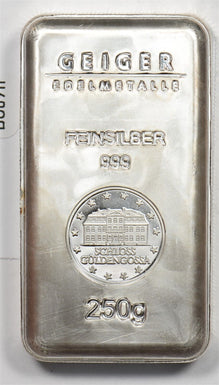 GEIGER
EDELMETALLE
FEINSILBER
999
SCHLOSS
GÜLDENGOSSA
250g